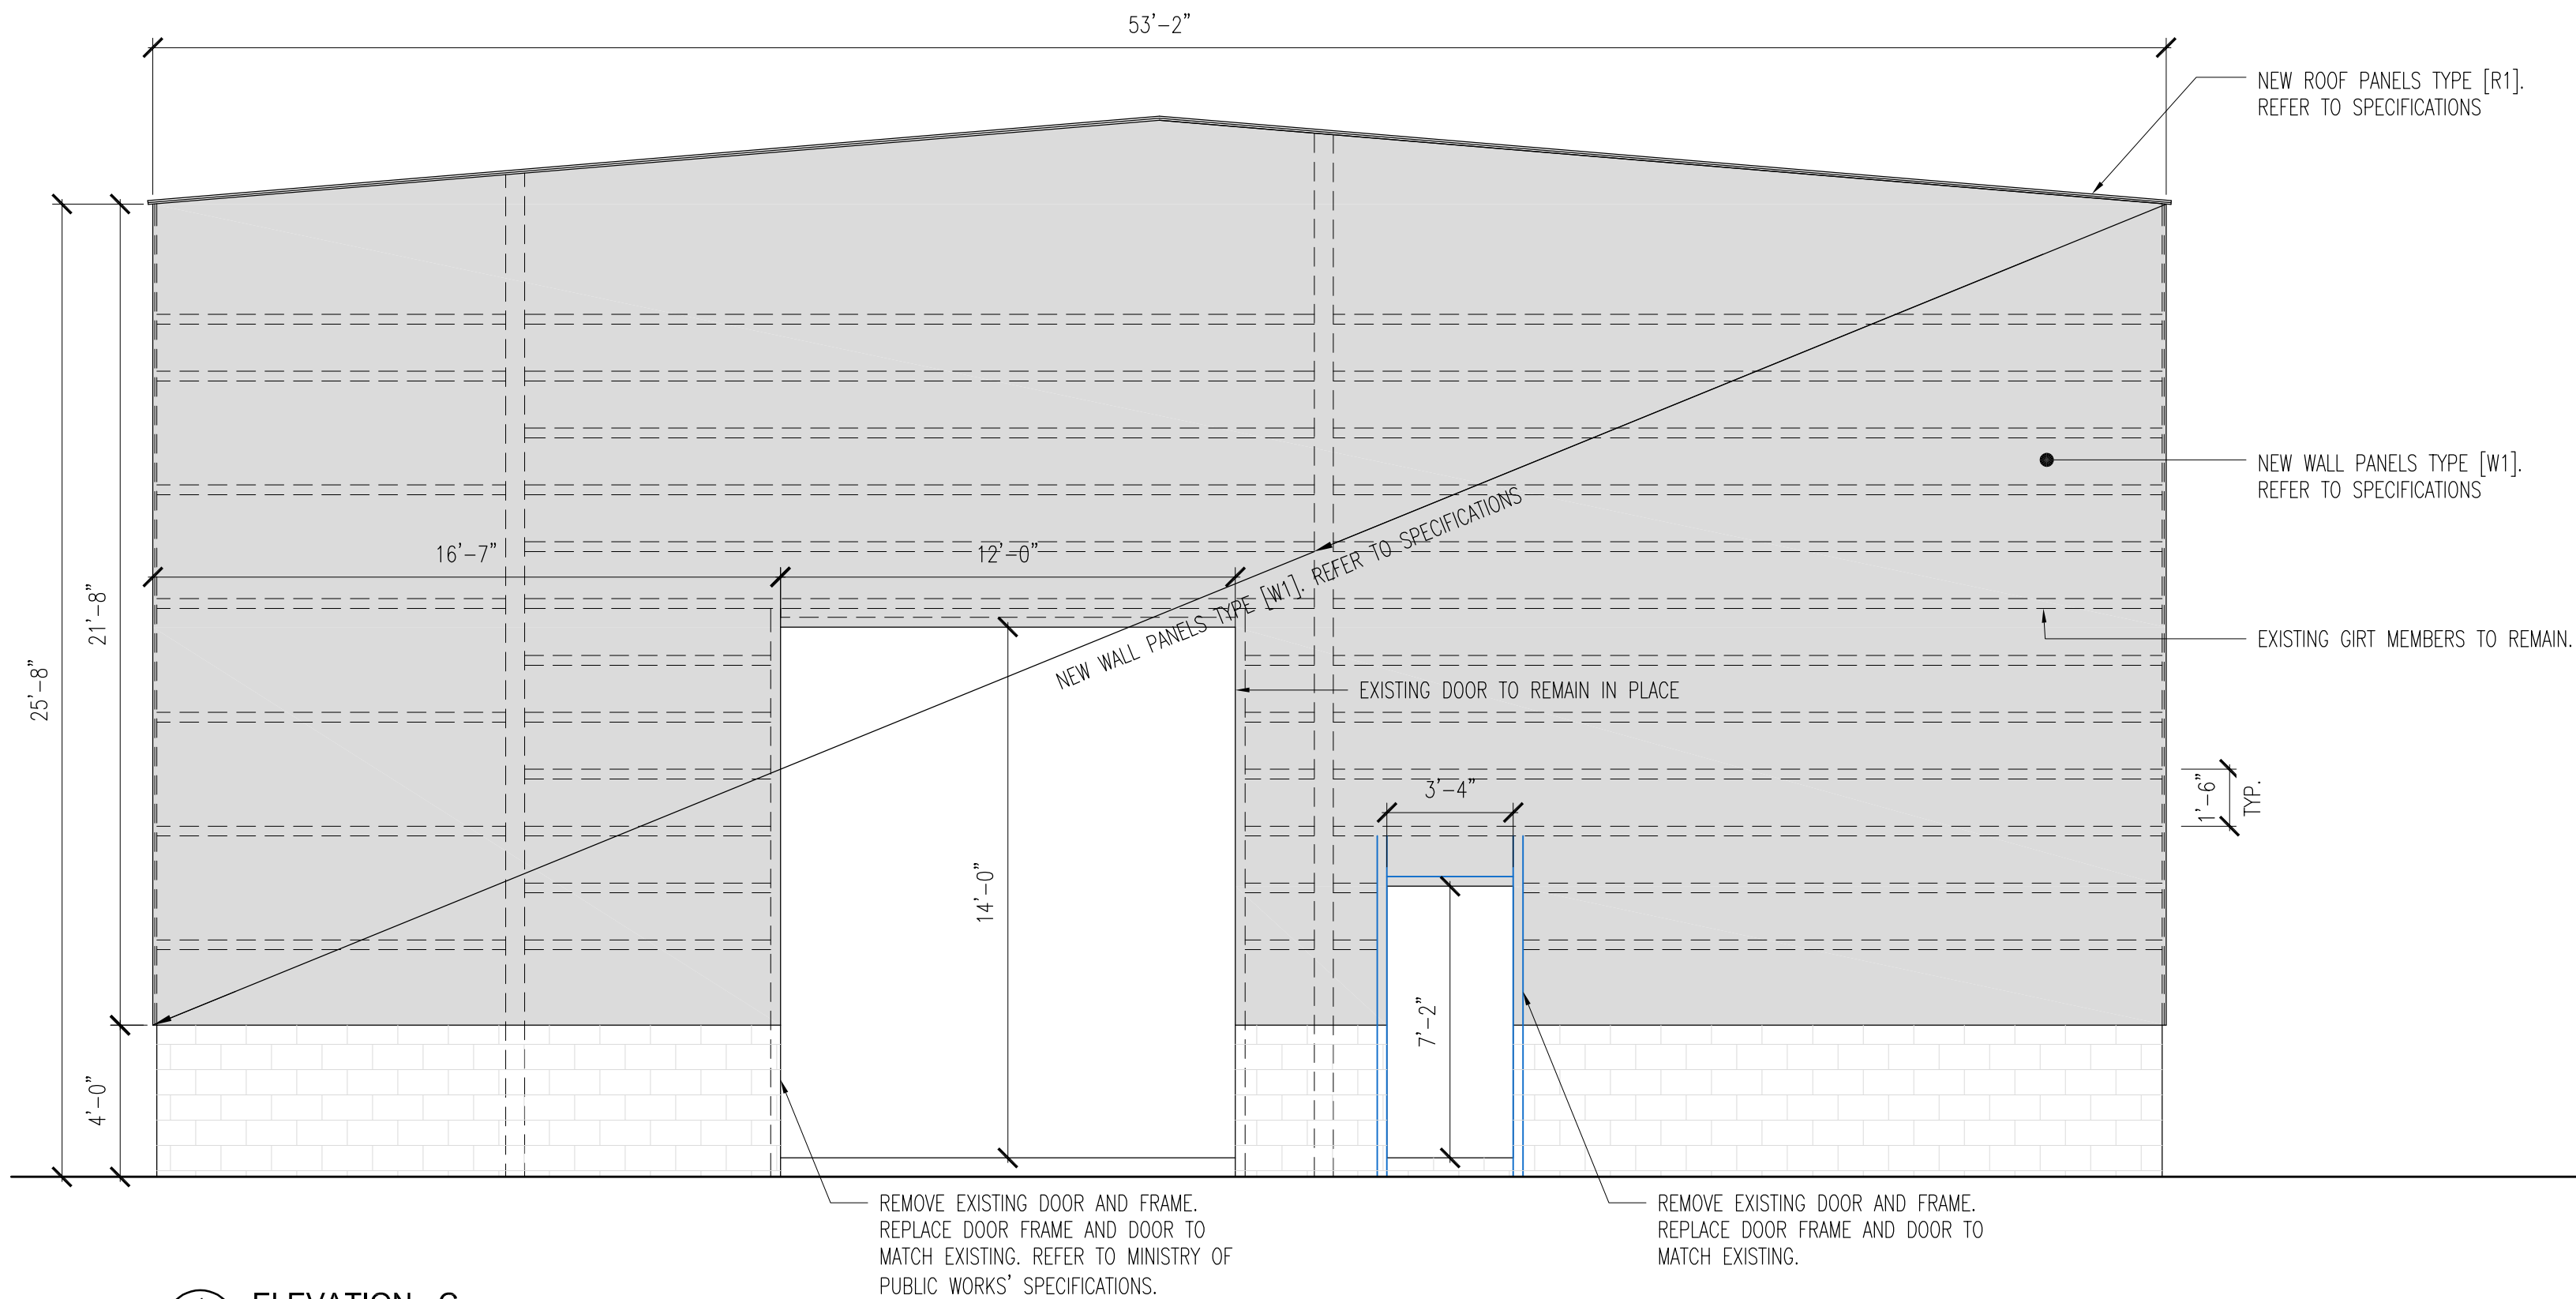 53'-2"
NEW ROOF PANELS TYPE [R1].
REFER TO SPECIFICATIONS
NEW WALL PANELS TYPE [W1].
REFER TO SPECIFICATIONS
16'-7"
12'-0"
NEW WALL PANELS TYPE [W1]. REFER TO SPECIFICATIONS
21'-8"
25'-8"
EXISTING GIRT MEMBERS TO REMAIN.
EXISTING DOOR TO REMAIN IN PLACE
3'-4"
1'-6"
TYP.
14'-0"
7'-2"
4'-0"
REMOVE EXISTING DOOR AND FRAME.
REPLACE DOOR FRAME AND DOOR TO
MATCH EXISTING. REFER TO MINISTRY OF
PUBLIC WORKS' SPECIFICATIONS.
REMOVE EXISTING DOOR AND FRAME.
REPLACE DOOR FRAME AND DOOR TO
MATCH EXISTING.
ELEVATION